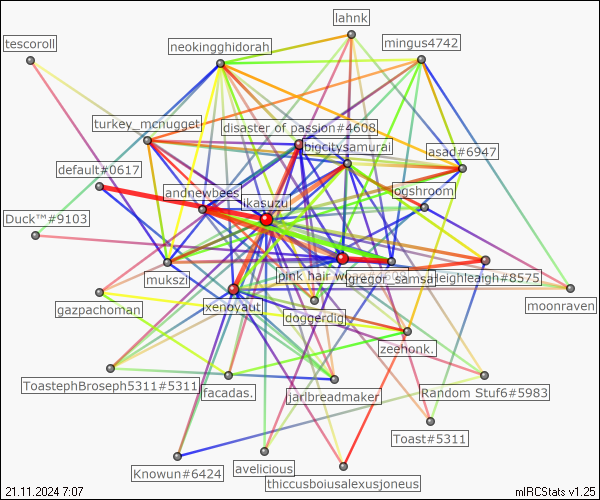 lahnk
tescoroll
neokingghidorah
mingus4742
turkey_mcnugget
disaster of passion#4608
bigcitysamurai
asad#6947
default#0617
andnewbees
ikasuzu
ogshroom
Duck™#9103
mukszi
pink hair
gregor_samsa
leighleigh#8575
gazpachoman
xenoyaut
doggerdigi
moonraven
zeehonk.
ToastephBroseph5311#5311
facadas.
jarlbreadmaker
Random Stuf6#5983
Toast#5311
Knowun#6424
avelicious
thiccusboiusalexusjoneus
21.11.2024 7:07
mIRCStats v1.25